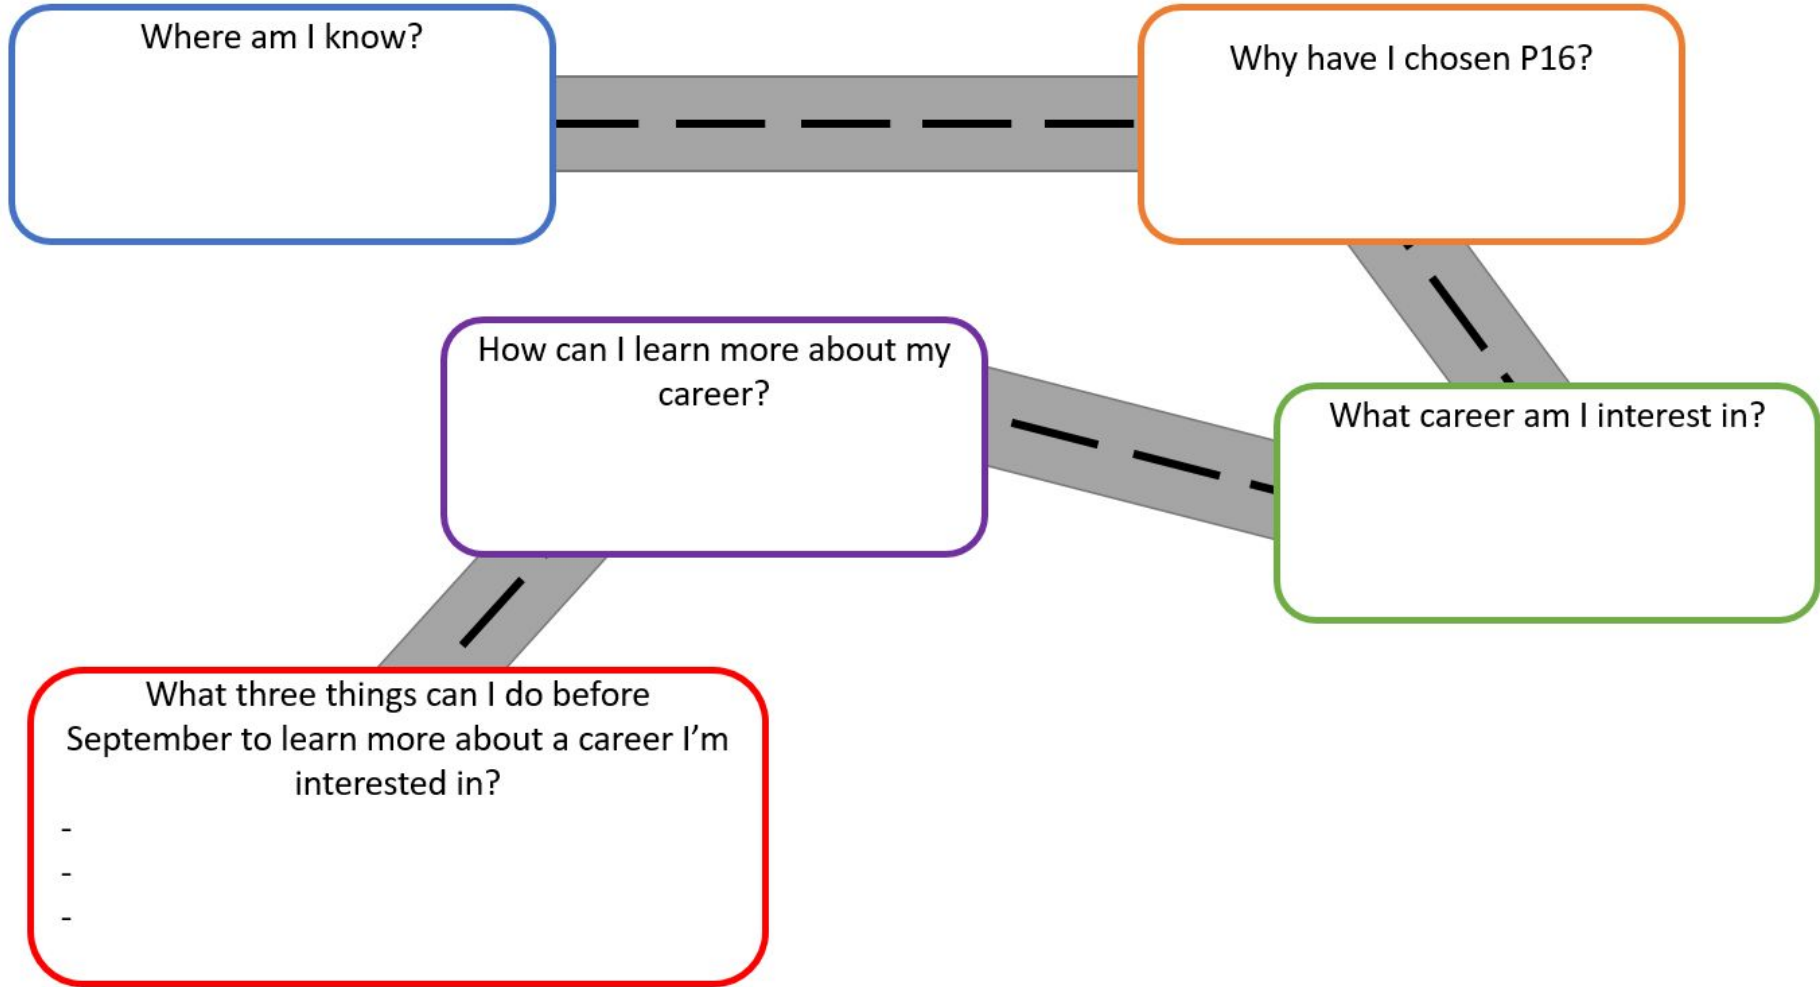 Where am I know?
Why have I chosen P16?
What career am I interest in?
How can I learn more about my
career?
What three things can I do before
September to learn more about a career I’m
interested in?
-
-
-